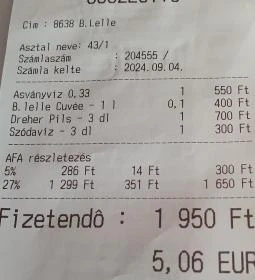 Cím : 8638 B.Lelle
Asztal neve: 43/1
Számlaszám : 204555 /
Számla kelte : 2024.09.04.
Asványvíz 0,33 1 550 Ft
B.lelle Cuvée - 1 l 0,1 400 Ft
Dreher Pils - 3 dl 1 700 Ft
Szódavíz - 3 dl 1 300 Ft
AFA részletezés
5% 286 Ft 14 Ft 300 Ft
27% 1 299 Ft 351 Ft 1 650 Ft
Fizetendô : 1 950 Ft
5,06 EUR